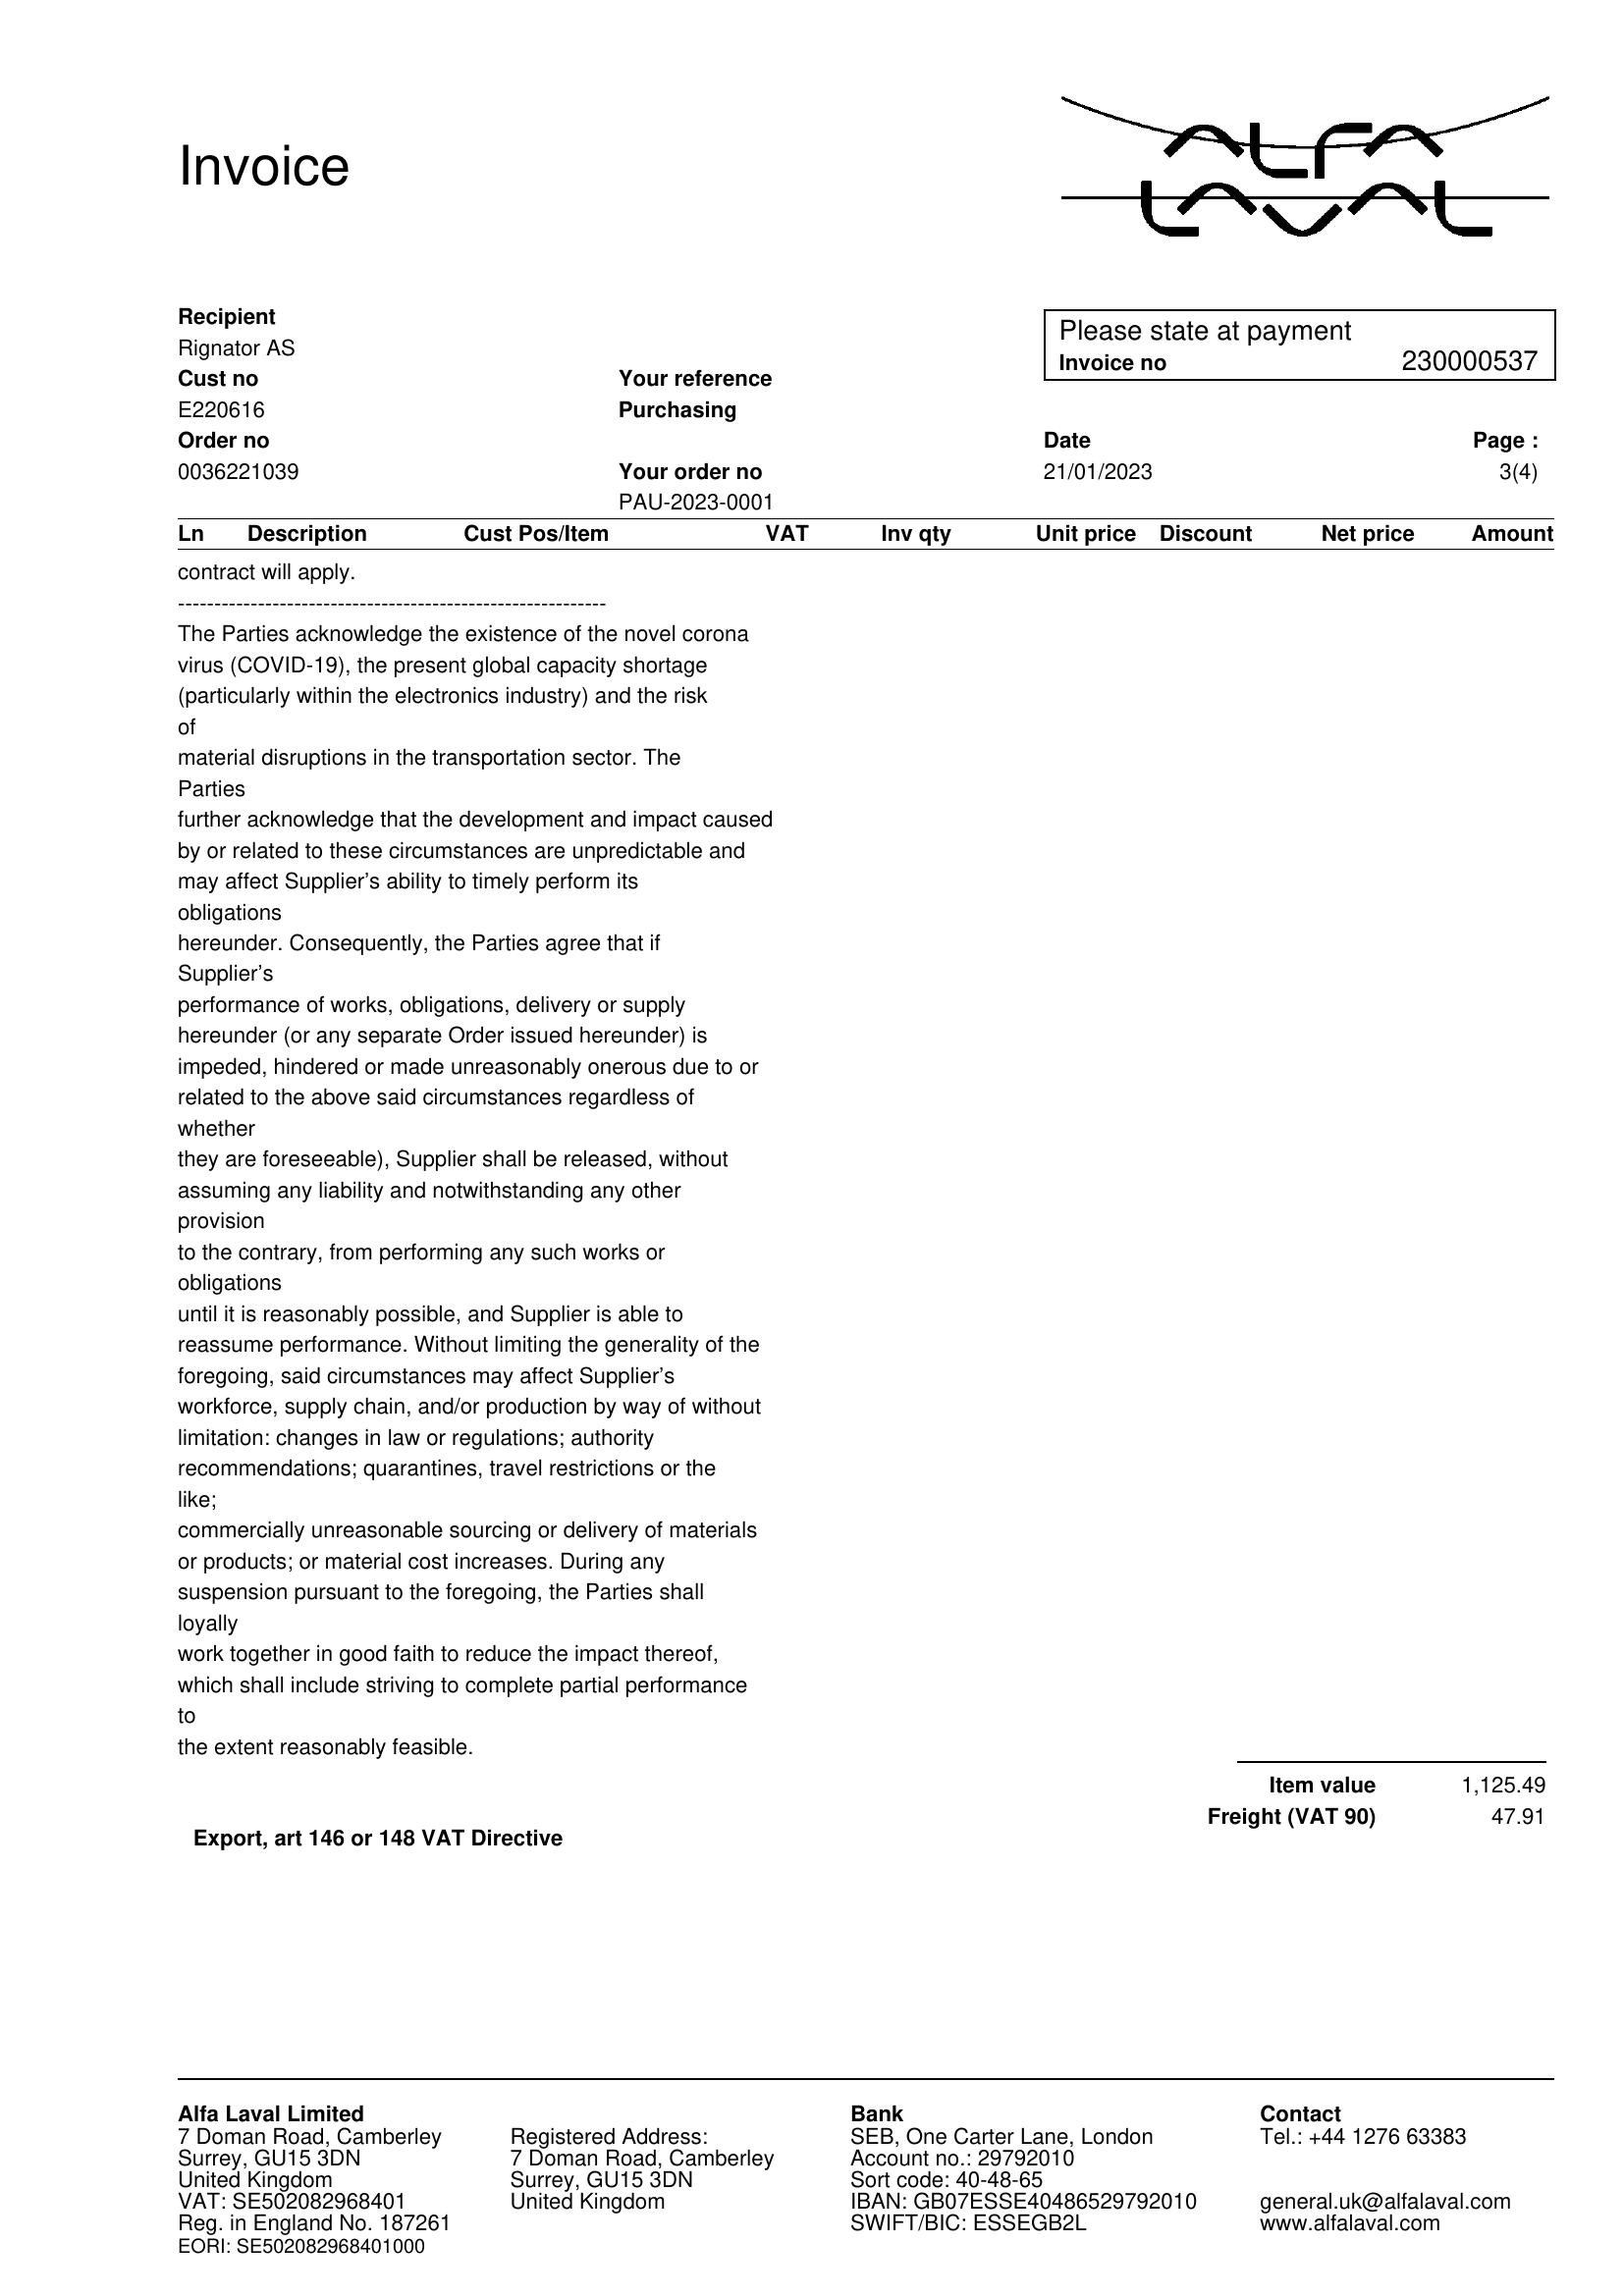 Invoice
ALFA
LAVAL
Recipient
Rignator AS
Please state at payment
Invoice no 230000537
Cust no Your reference
E220616 Purchasing
Order no Date Page :
0036221039 Your order no 21/01/2023 3(4)
PAU-2023-0001
Ln Description Cust Pos/Item VAT Inv qty Unit price Discount Net price Amount
contract will apply.
-----------------------------------------------------------
The Parties acknowledge the existence of the novel corona
virus (COVID-19), the present global capacity shortage
(particularly within the electronics industry) and the risk
of
material disruptions in the transportation sector. The
Parties
further acknowledge that the development and impact caused
by or related to these circumstances are unpredictable and
may affect Supplier's ability to timely perform its
obligations
hereunder. Consequently, the Parties agree that if
Supplier's
performance of works, obligations, delivery or supply
hereunder (or any separate Order issued hereunder) is
impeded, hindered or made unreasonably onerous due to or
related to the above said circumstances regardless of
whether
they are foreseeable), Supplier shall be released, without
assuming any liability and notwithstanding any other
provision
to the contrary, from performing any such works or
obligations
until it is reasonably possible, and Supplier is able to
reassume performance. Without limiting the generality of the
foregoing, said circumstances may affect Supplier's
workforce, supply chain, and/or production by way of without
limitation: changes in law or regulations; authority
recommendations; quarantines, travel restrictions or the
like;
commercially unreasonable sourcing or delivery of materials
or products; or material cost increases. During any
suspension pursuant to the foregoing, the Parties shall
loyally
work together in good faith to reduce the impact thereof,
which shall include striving to complete partial performance
to
the extent reasonably feasible.
Item value 1,125.49
Freight (VAT 90) 47.91
Export, art 146 or 148 VAT Directive
Alfa Laval Limited
7 Doman Road, Camberley
Surrey, GU15 3DN
United Kingdom
VAT: SE502082968401
Reg. in England No. 187261
EORI: SE502082968401000
Registered Address:
7 Doman Road, Camberley
Surrey, GU15 3DN
United Kingdom
Bank
SEB, One Carter Lane, London
Account no.: 29792010
Sort code: 40-48-65
IBAN: GB07ESSE40486529792010
SWIFT/BIC: ESSEGB2L
Contact
Tel.: +44 1276 63383
general.uk@alfalaval.com
www.alfalaval.com